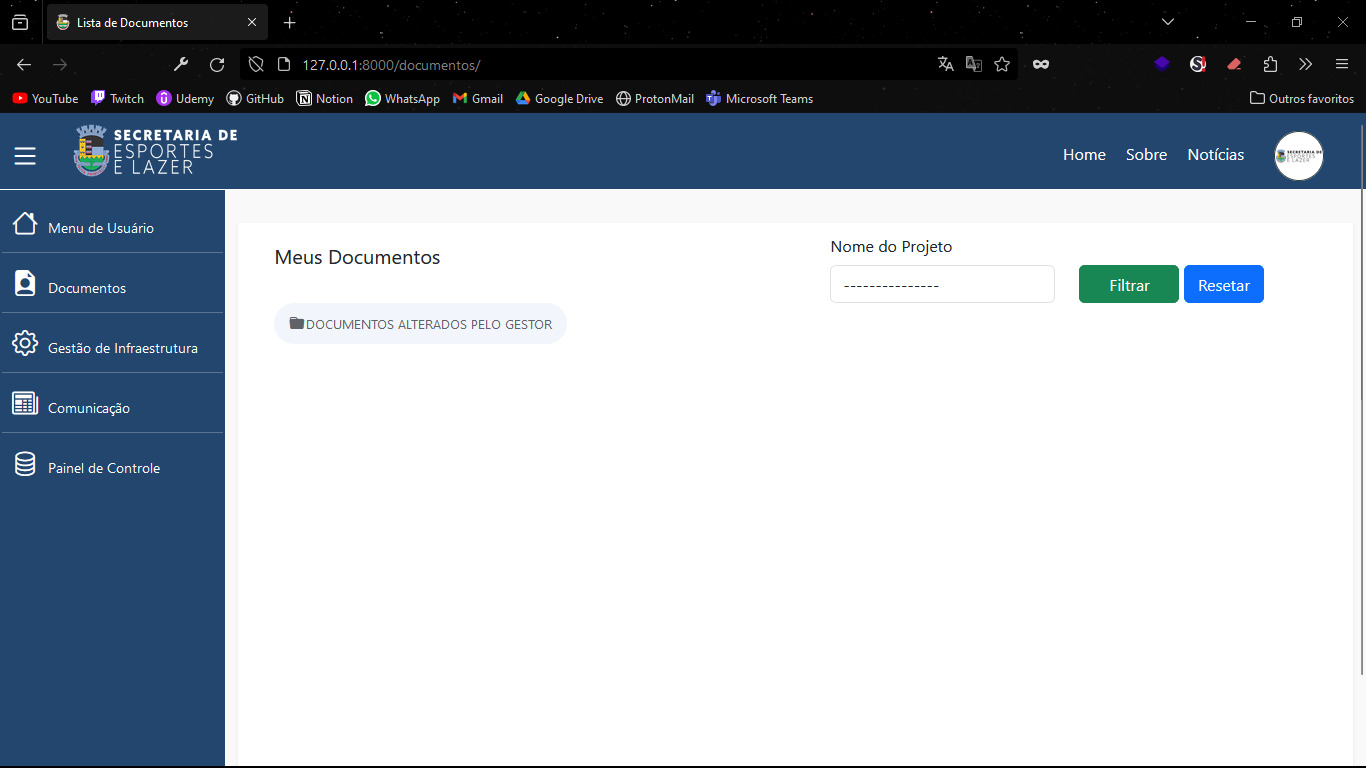 Lista de Documentos
127.0.0.1:8000/documentos/
YouTube Twitch Udemy GitHub Notion WhatsApp Gmail Google Drive ProtonMail Microsoft Teams Outros favoritos
SECRETARIA DE
ESPORTES
E LAZER
Home Sobre Notícias
SECRETARIA DE
Menu de Usuário
Documentos
Gestão de Infraestrutura
Comunicação
Painel de Controle
Meus Documentos
DOCUMENTOS ALTERADOS PELO GESTOR
Nome do Projeto
---------------
Filtrar Resetar